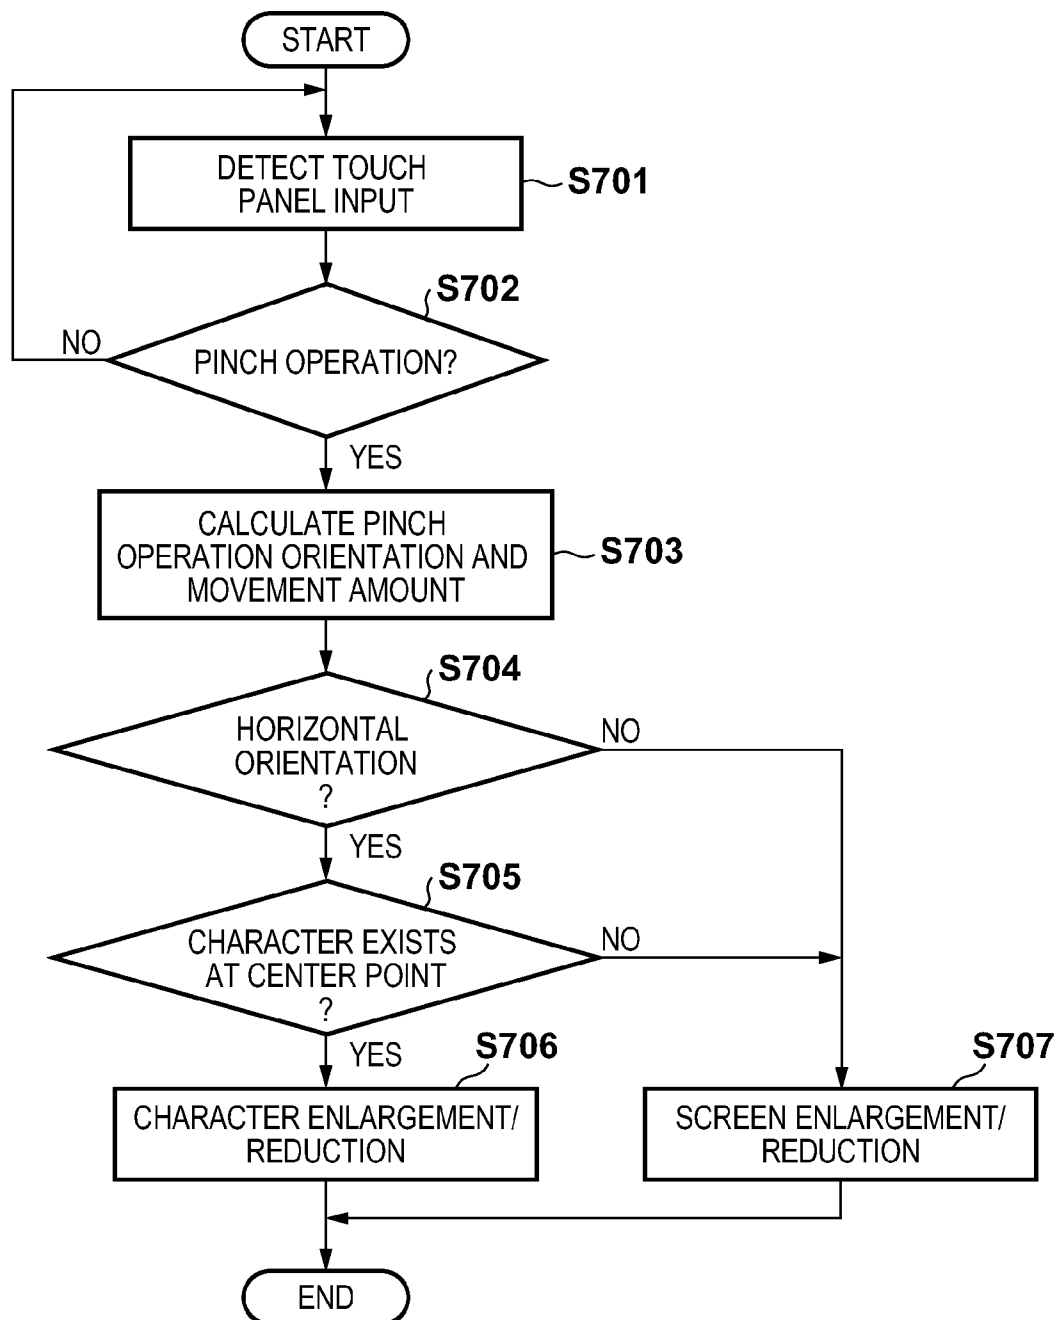 START
DETECT TOUCH
PANEL INPUT
S701
S702
NO
PINCH OPERATION?
YES
CALCULATE PINCH
OPERATION ORIENTATION AND
MOVEMENT AMOUNT
S703
S704
HORIZONTAL
ORIENTATION
?
NO
YES
S705
CHARACTER EXISTS
AT CENTER POINT
?
NO
YES
S706
CHARACTER ENLARGEMENT/
REDUCTION
S707
SCREEN ENLARGEMENT/
REDUCTION
END